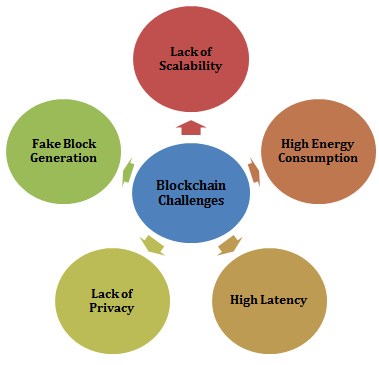 Lack of
Scalability
Fake Block
Generation
High Energy
Consumption
Blockchain
Challenges
Lack of
Privacy
High Latency